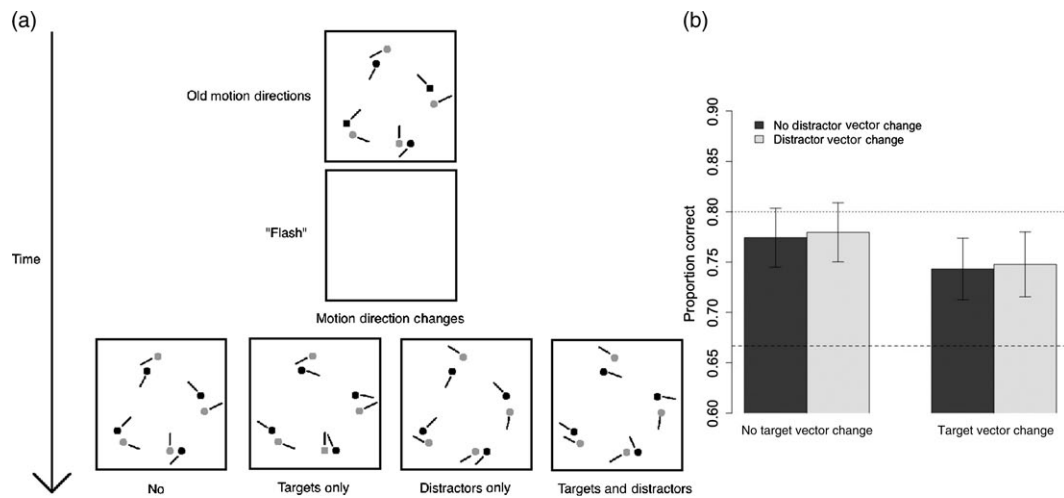 (a)
Old motion directions
"Flash"
Time
Motion direction changes
No
Targets only
Distractors only
Targets and distractors
(b)
No distractor vector change
Distractor vector change
Proportion correct
0.90
0.85
0.80
0.75
0.70
0.65
0.60
No target vector change
Target vector change